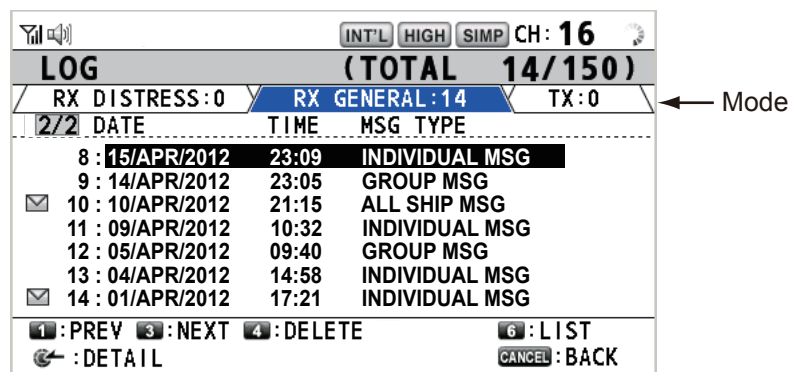 INT'L HIGH SIMP CH: 16
LOG (TOTAL 14/150)
RX DISTRESS:0 RX GENERAL:14 TX:0
Mode
2/2 DATE TIME MSG TYPE
8 : 15/APR/2012 23:09 INDIVIDUAL MSG
9 : 14/APR/2012 23:05 GROUP MSG
10 : 10/APR/2012 21:15 ALL SHIP MSG
11 : 09/APR/2012 10:32 INDIVIDUAL MSG
12 : 05/APR/2012 09:40 GROUP MSG
13 : 04/APR/2012 14:58 INDIVIDUAL MSG
14 : 01/APR/2012 17:21 INDIVIDUAL MSG
1 :PREV 3 :NEXT 4 :DELETE 6 :LIST
:DETAIL CANCEL :BACK